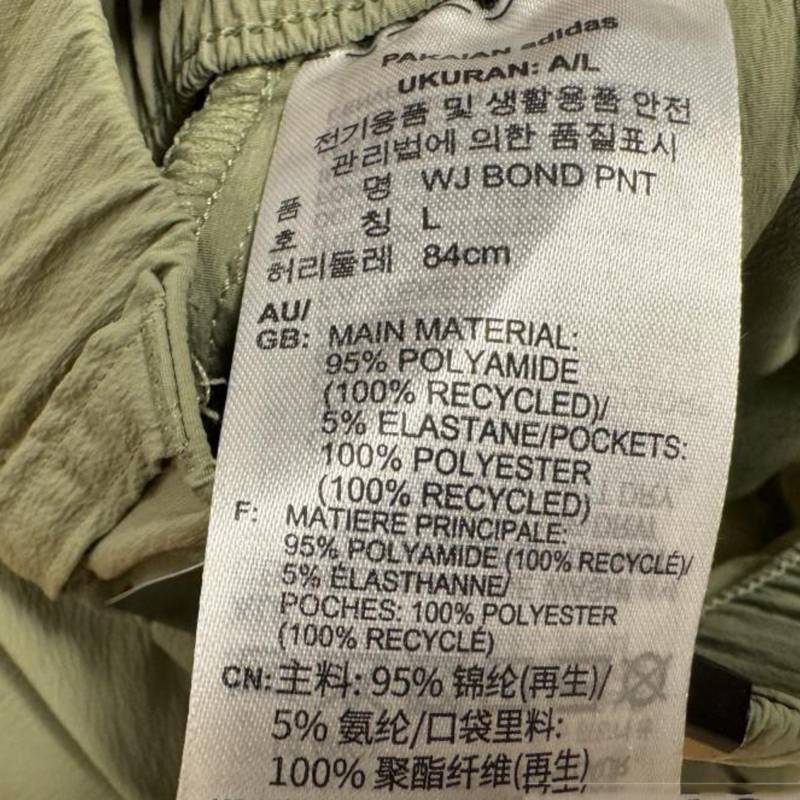 PAKAIAN adidas
UKURAN: A/L
전기용품 및 생활용품 안전
관리법에 의한 품질표시
품 명 WJ BOND PNT
호 칭 L
허리둘레 84cm
AU/
GB: MAIN MATERIAL:
95% POLYAMIDE
(100% RECYCLED)/
5% ELASTANE/POCKETS:
100% POLYESTER
(100% RECYCLED)
F: MATIERE PRINCIPALE:
95% POLYAMIDE (100% RECYCLÉ)/
5% ÉLASTHANNE/
POCHES: 100% POLYESTER
(100% RECYCLÉ)
CN: 主料: 95% 锦纶(再生)/
5% 氨纶/口袋里料:
100% 聚酯纤维(再生)